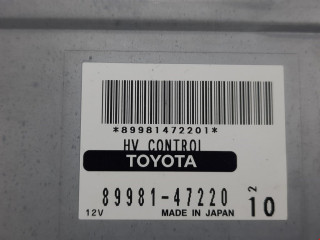 *89981472201*
HV CONTROL
TOYOTA
89981-47220 2
12V MADE IN JAPAN 10